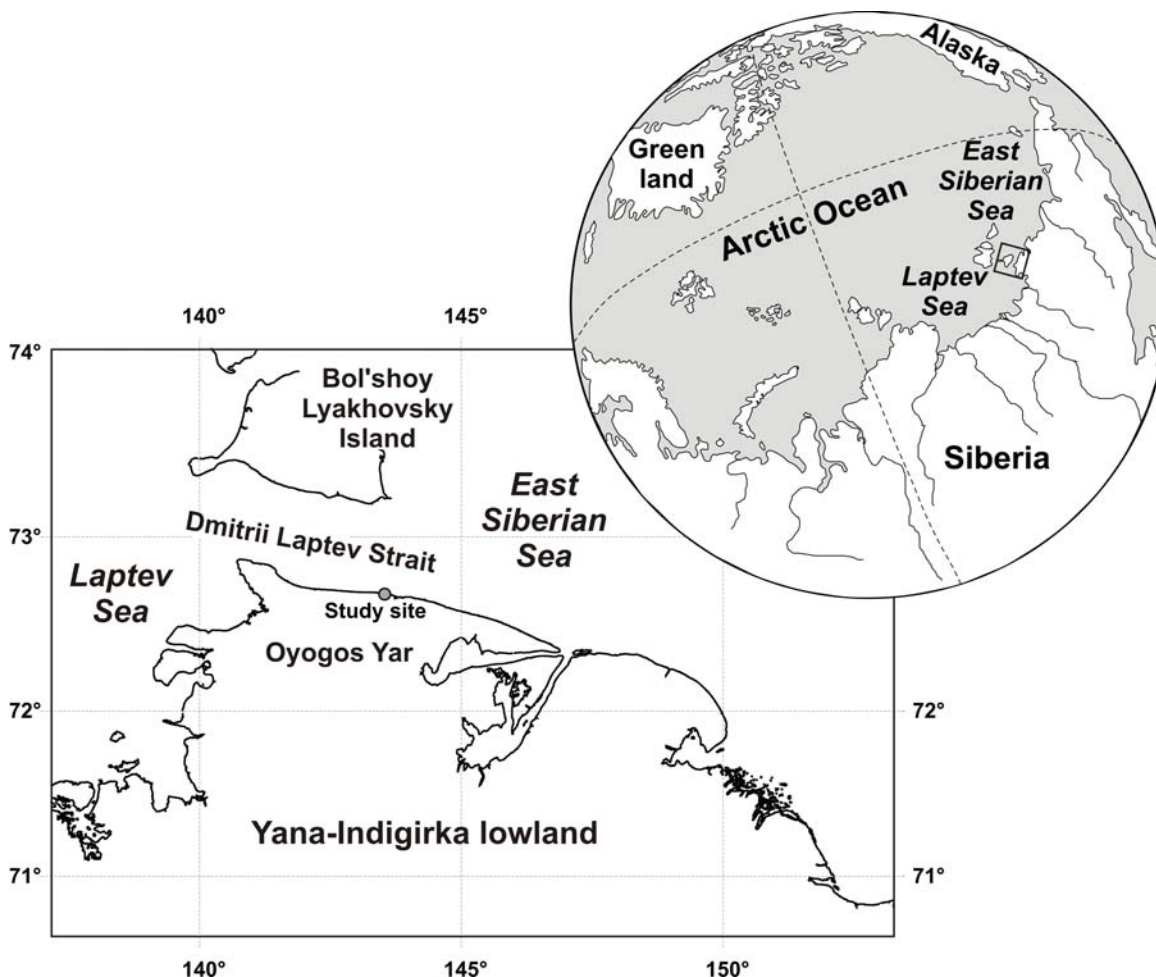 Alaska
Green
land
East
Siberian
Sea
Arctic Ocean
Laptev
Sea
Siberia
140°
145°
74°
Bol'shoy
Lyakhovsky
Island
East
Siberian
Sea
73°
Dmitrii Laptev Strait
Laptev
Sea
Study site
Oyogos Yar
72°
72°
Yana-Indigirka lowland
71°
71°
140°
145°
150°